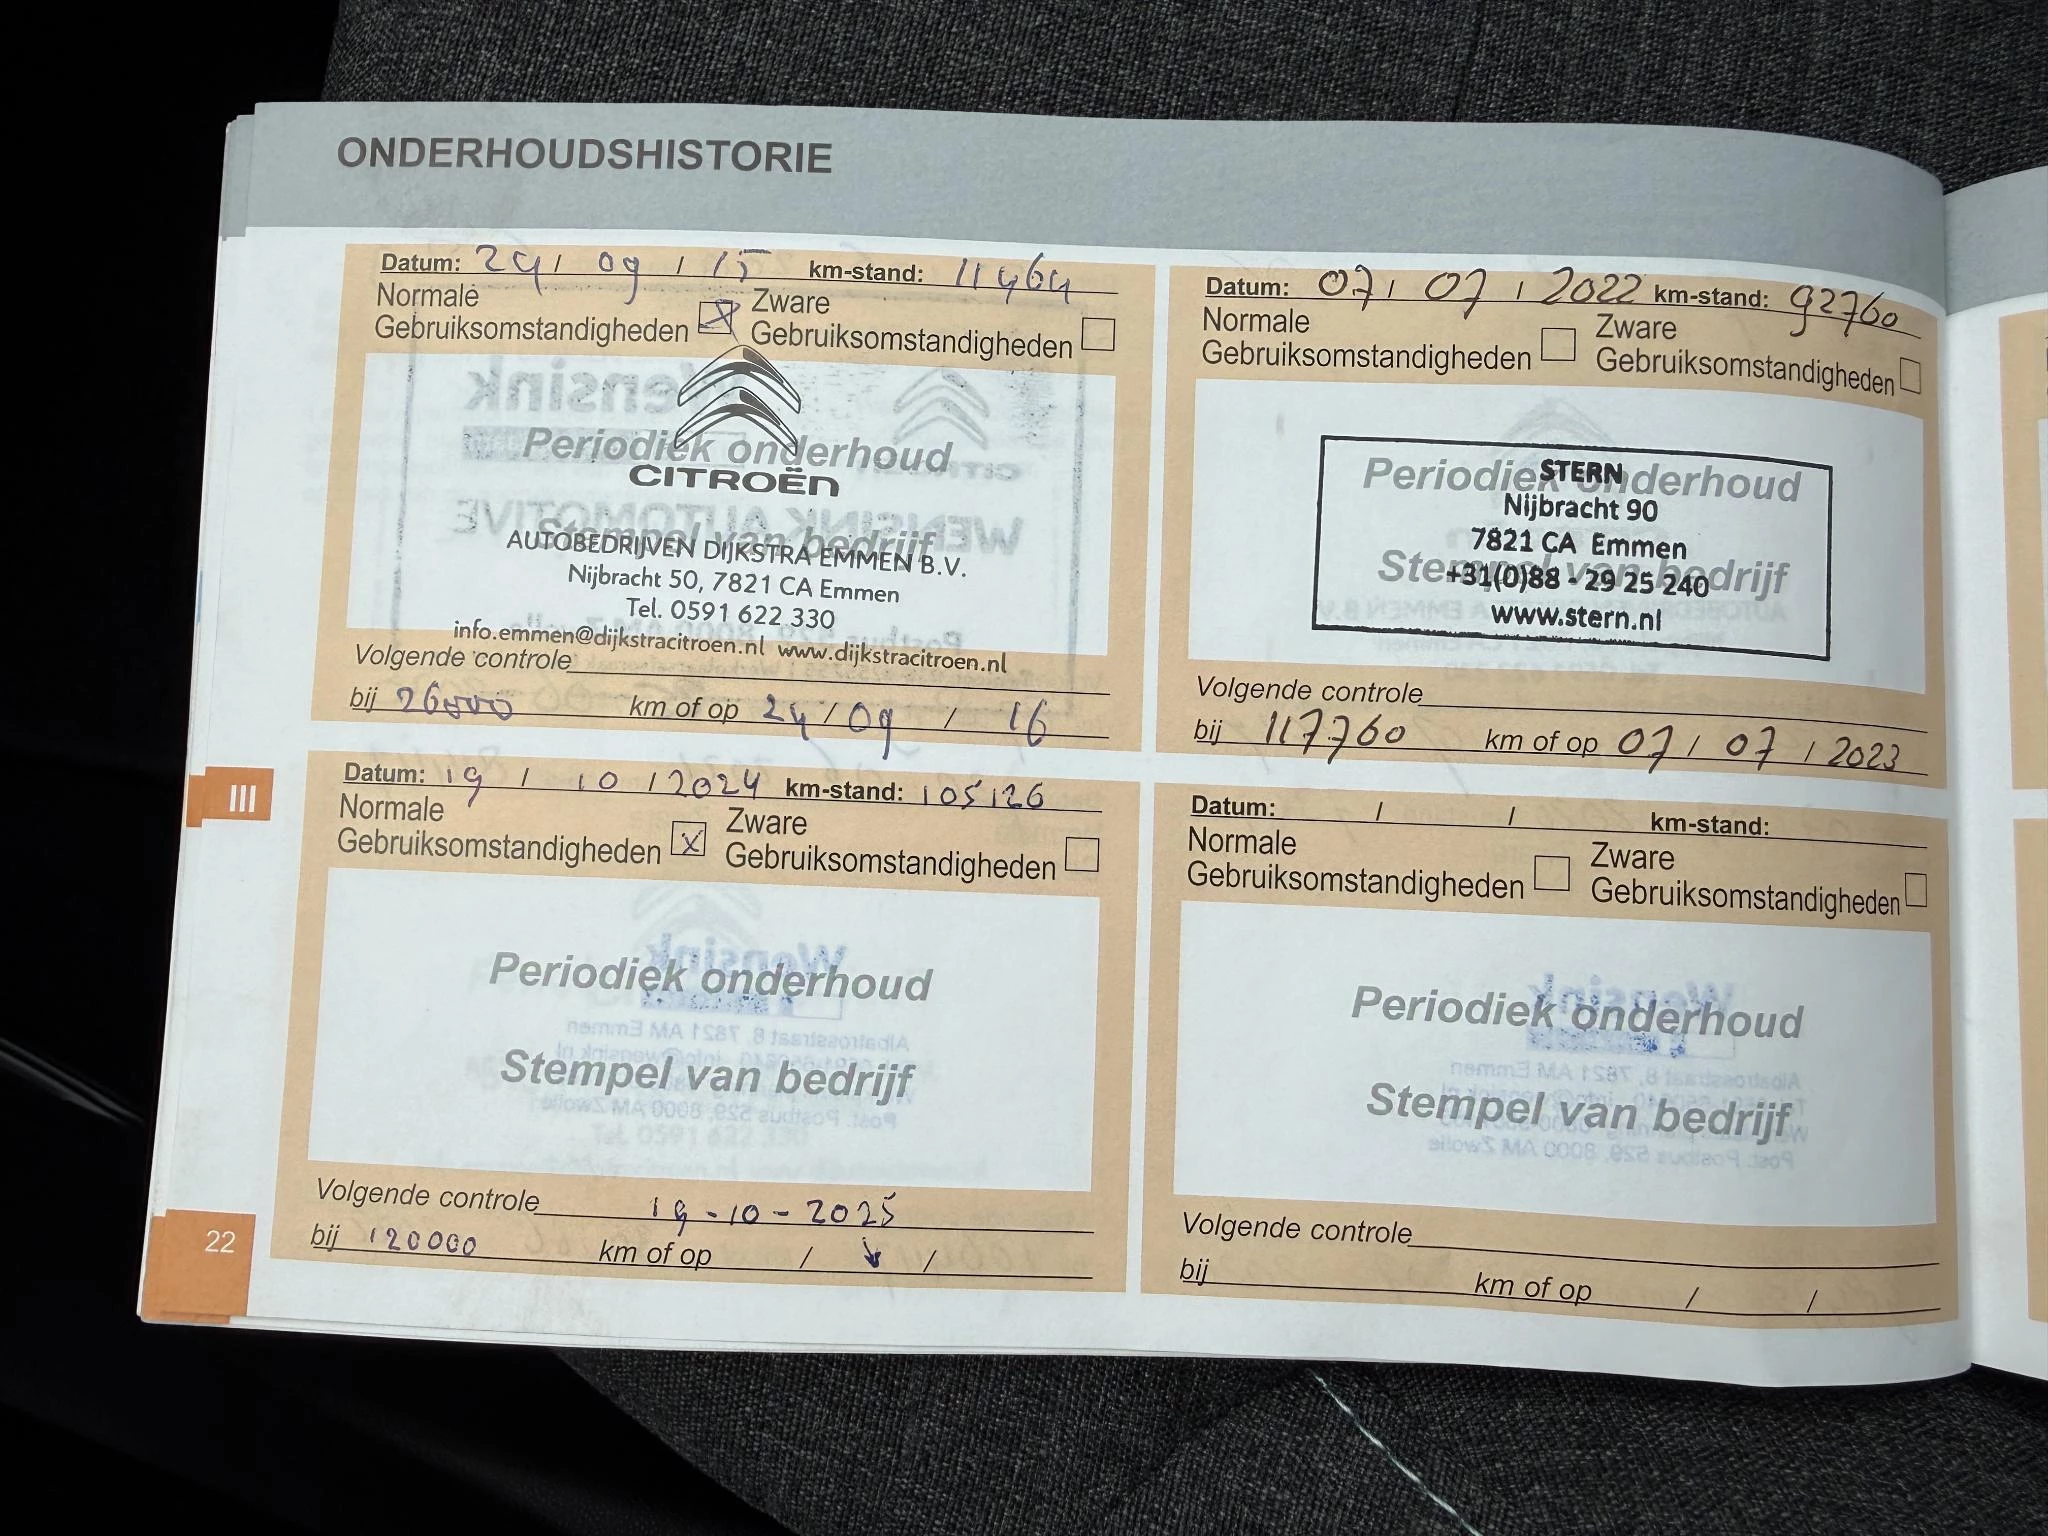 ONDERHOUDSHISTORIE
Datum: 24 / 09 / 15 km-stand: 11464
Normale Gebruiksomstandigheden Zware Gebruiksomstandigheden
Periodiek onderhoud
CITROËN
Stempel van bedrijf
AUTOBEDRIJVEN DIJKSTRA EMMEN B.V.
Nijbracht 50, 7821 CA Emmen
Tel. 0591 622 330
info.emmen@dijkstracitroen.nl www.dijkstracitroen.nl
Volgende controle
bij 26000 km of op 24 / 09 / 16
Datum: 07 / 07 / 2022 km-stand: 92760
Normale Gebruiksomstandigheden Zware Gebruiksomstandigheden
Periodiek onderhoud
STERN
Nijbracht 90
7821 CA Emmen
Stempel van bedrijf
+31(0)88 - 29 25 240
www.stern.nl
Volgende controle
bij 117760 km of op 07 / 07 / 2023
III
Datum: 19 / 10 / 2024 km-stand: 105126
Normale Gebruiksomstandigheden x Zware Gebruiksomstandigheden
Periodiek onderhoud
Stempel van bedrijf
Volgende controle 19-10-2025
bij 120000 km of op / /
Datum: / / km-stand:
Normale Gebruiksomstandigheden Zware Gebruiksomstandigheden
Periodiek onderhoud
Stempel van bedrijf
Volgende controle
bij km of op / /
22